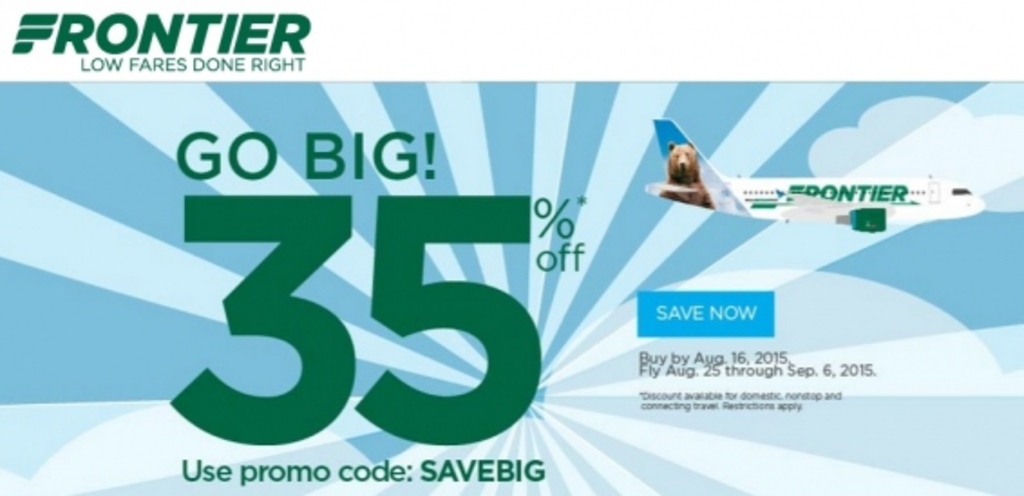 FRONTIER
LOW FARES DONE RIGHT
GO BIG!
35%* off
Use promo code: SAVEBIG
FRONTIER
SAVE NOW
Buy by Aug. 16, 2015.
Fly Aug. 25 through Sep. 6, 2015.
*Discount available for domestic, nonstop and
connecting travel. Restrictions apply.